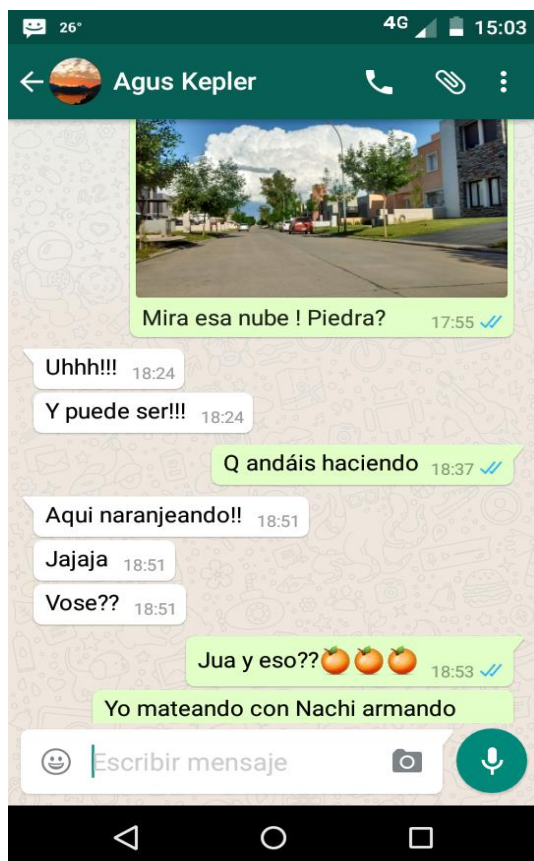 26°
4G
15:03
Agus Kepler
Mira esa nube ! Piedra? 17:55
Uhhh!!! 18:24
Y puede ser!!! 18:24
Q andáis haciendo 18:37
Aqui naranjeando!! 18:51
Jajaja 18:51
Vose?? 18:51
Jua y eso??🍊🍊🍊 18:53
Yo mateando con Nachi armando
Escribir mensaje